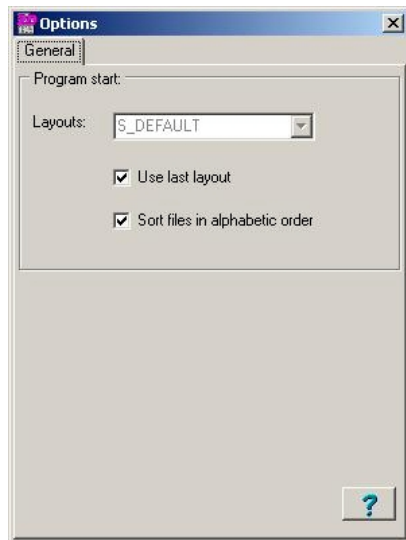 Options
General
Program start:
Layouts: S_DEFAULT
Use last layout
Sort files in alphabetic order
?